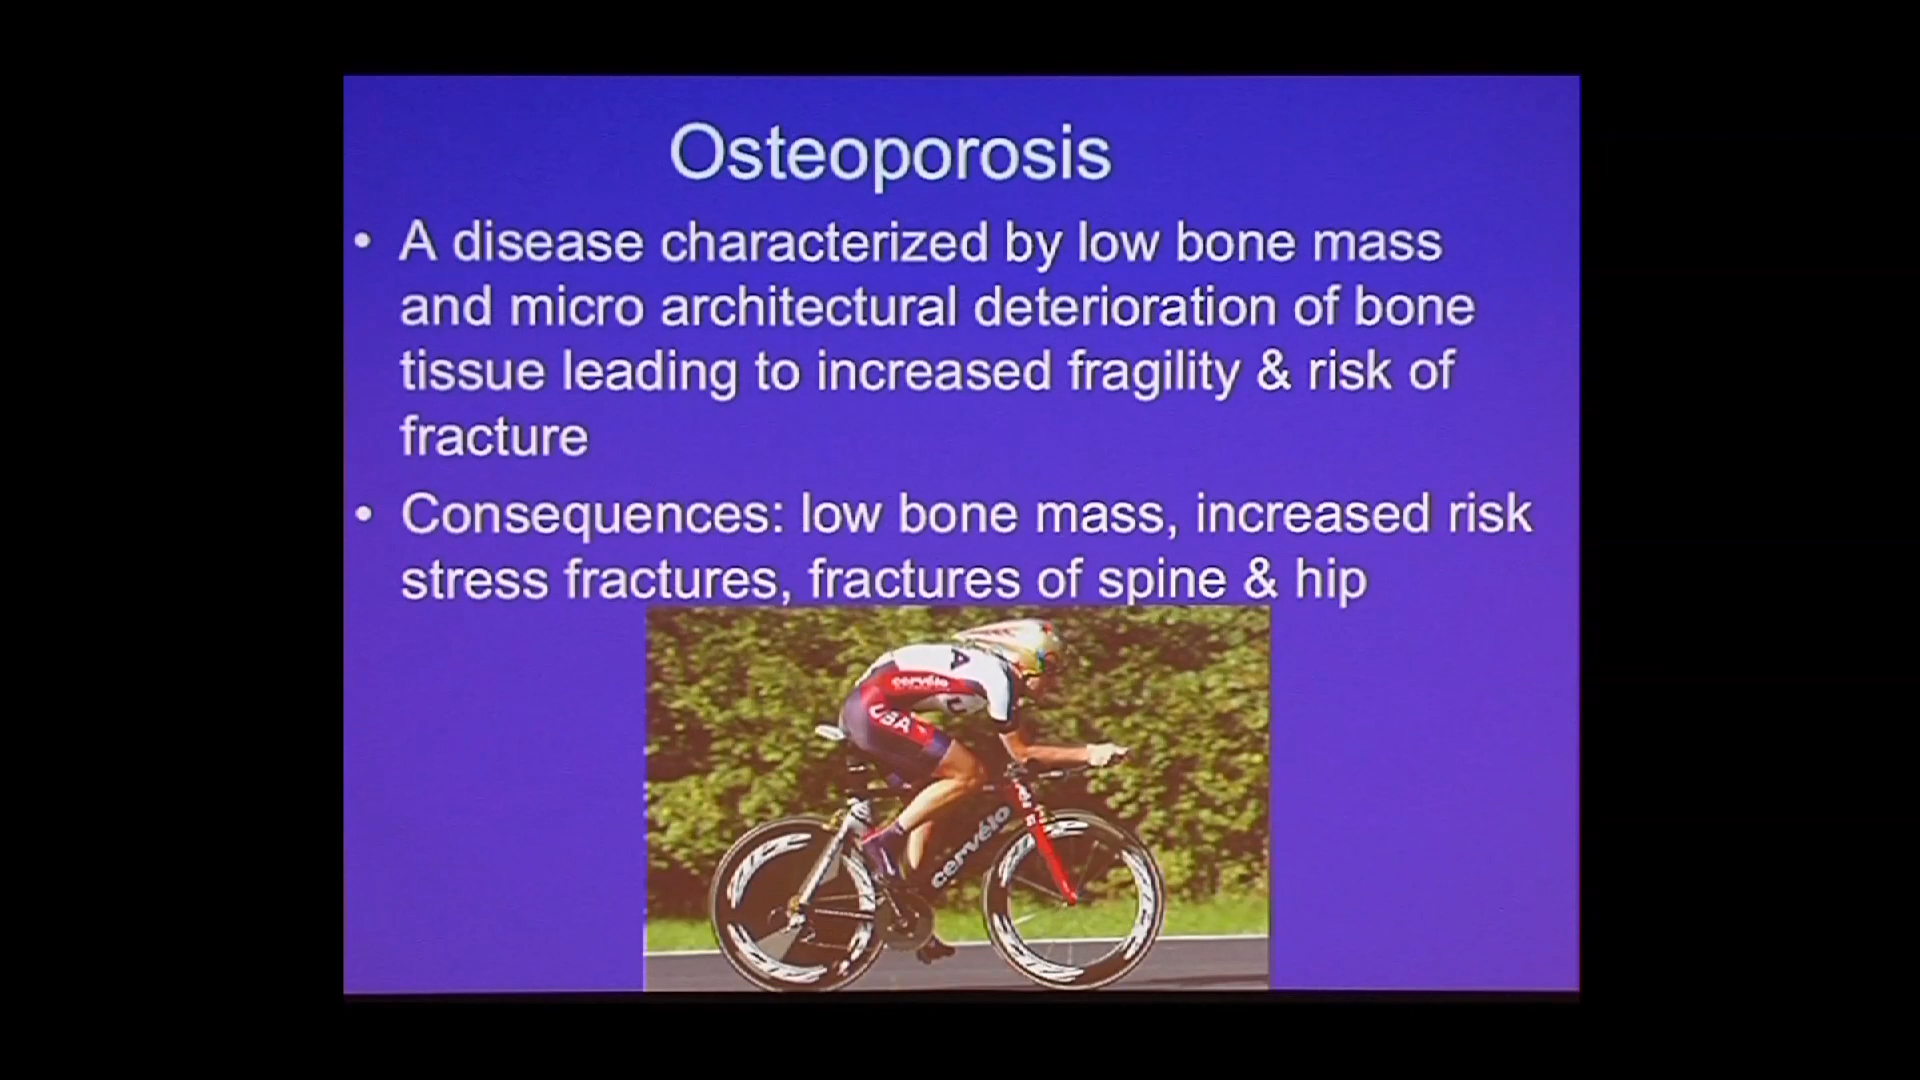 Osteoporosis
• A disease characterized by low bone mass
and micro architectural deterioration of bone
tissue leading to increased fragility & risk of
fracture
• Consequences: low bone mass, increased risk
stress fractures, fractures of spine & hip
A
cervélo
U
USA
cervélo